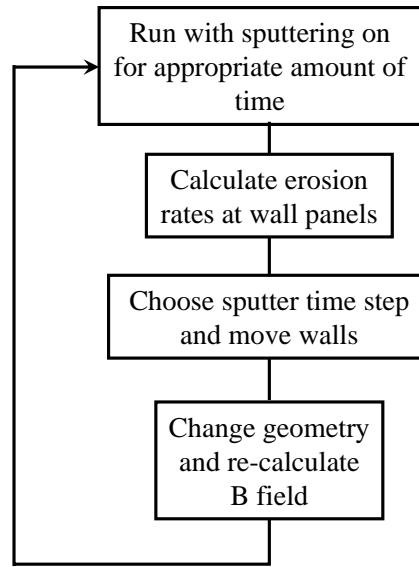 Run with sputtering on
for appropriate amount of
time
Calculate erosion
rates at wall panels
Choose sputter time step
and move walls
Change geometry
and re-calculate
B field